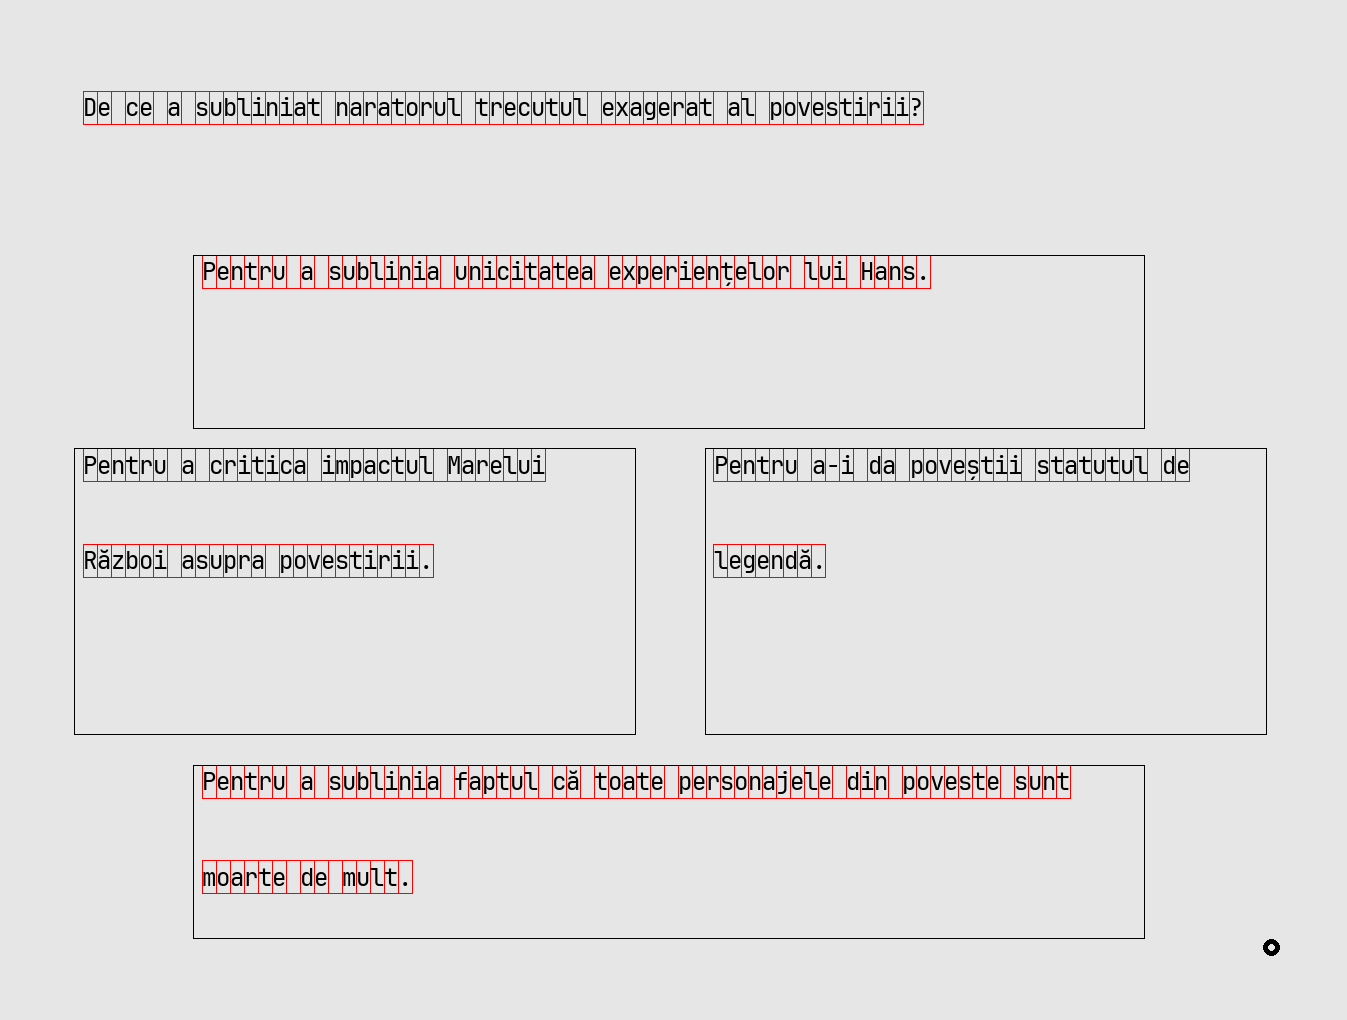 De ce a subliniat naratorul trecutul exagerat al povestirii?
Pentru a sublinia unicitatea experiențelor lui Hans.
Pentru a critica impactul Marelui
Război asupra povestirii.
Pentru a-i da poveștii statutul de
legendă.
Pentru a sublinia faptul că toate personajele din poveste sunt
moarte de mult.